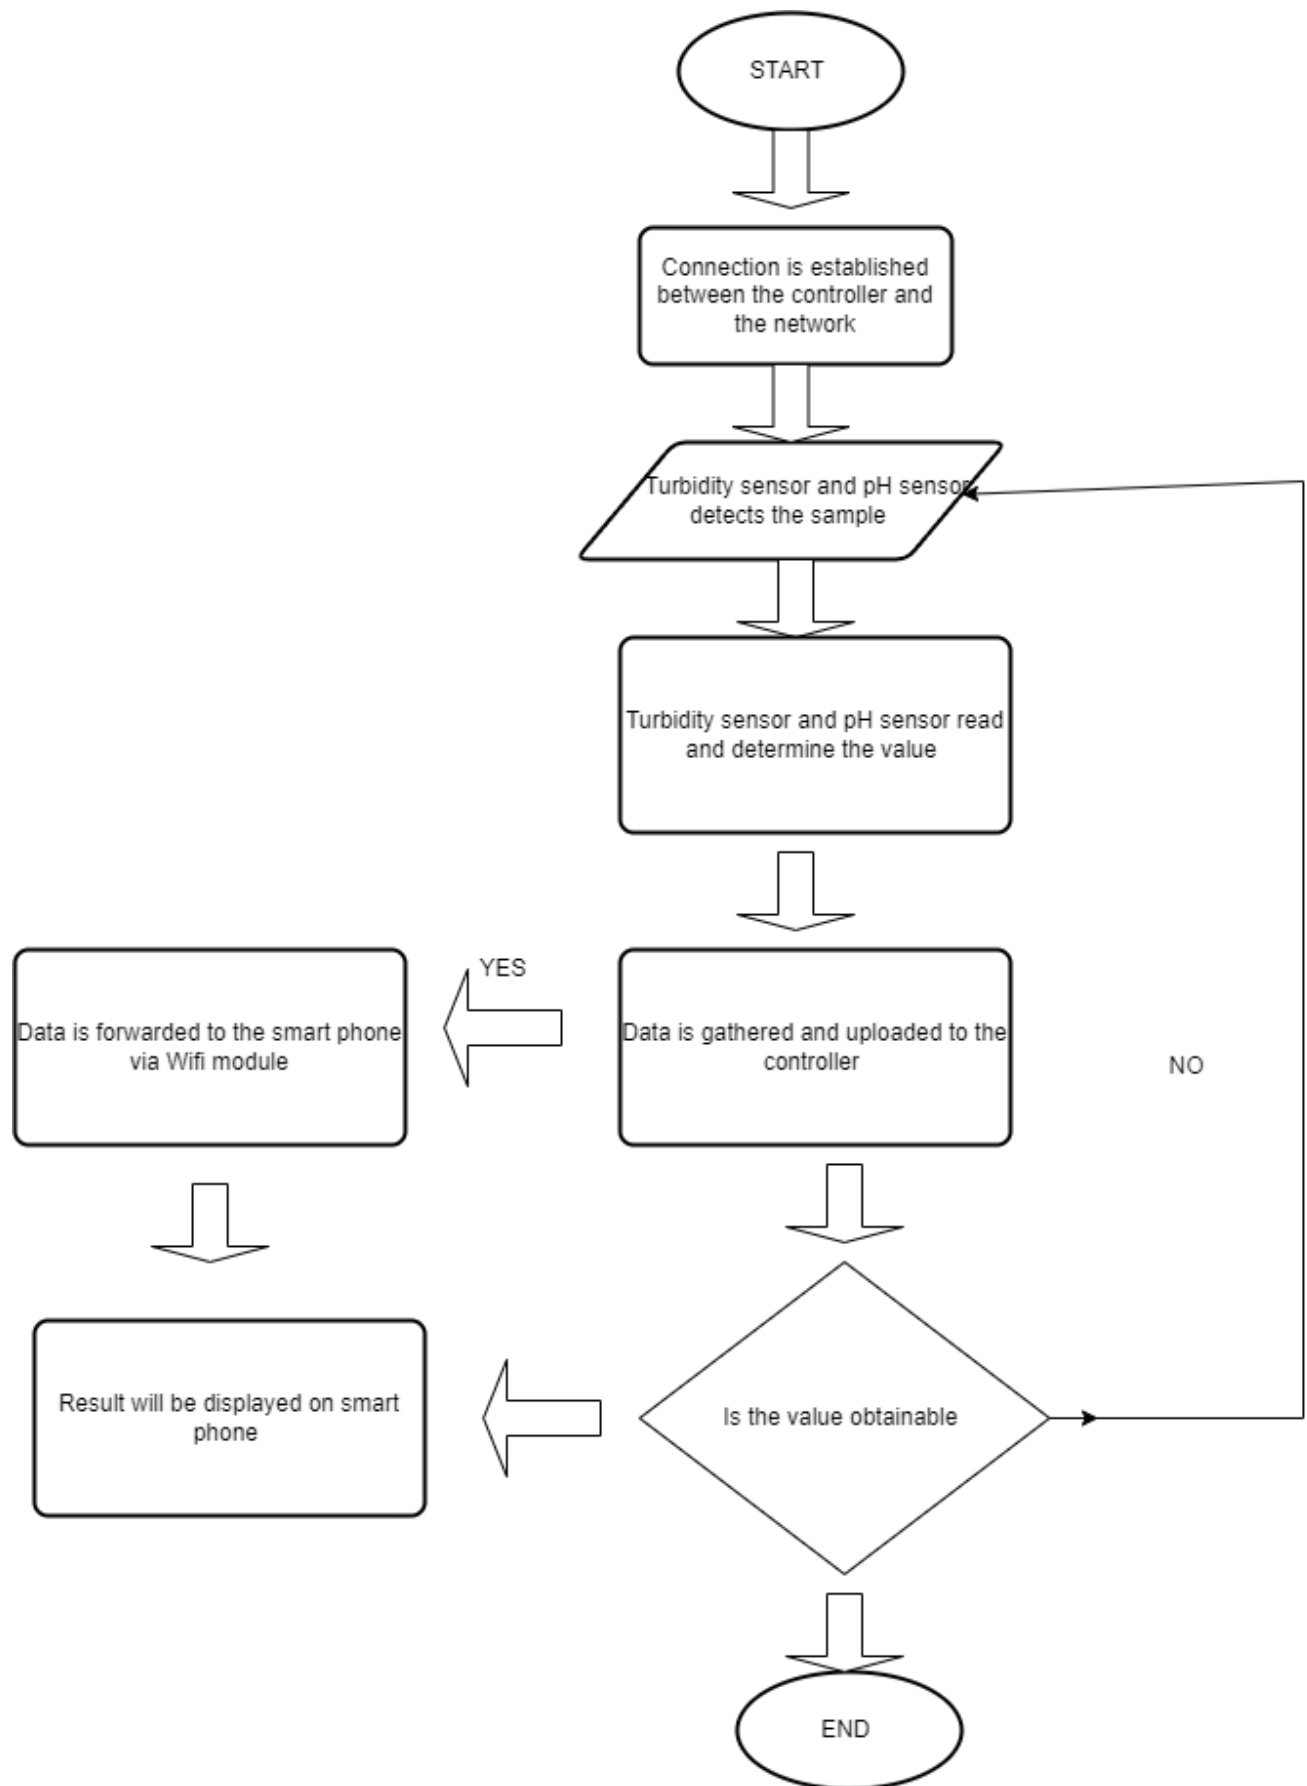 START
Connection is established
between the controller and
the network
Turbidity sensor and pH sensor
detects the sample
Turbidity sensor and pH sensor read
and determine the value
YES
Data is forwarded to the smart phone
via Wifi module
Data is gathered and uploaded to the
controller
NO
Result will be displayed on smart
phone
Is the value obtainable
END